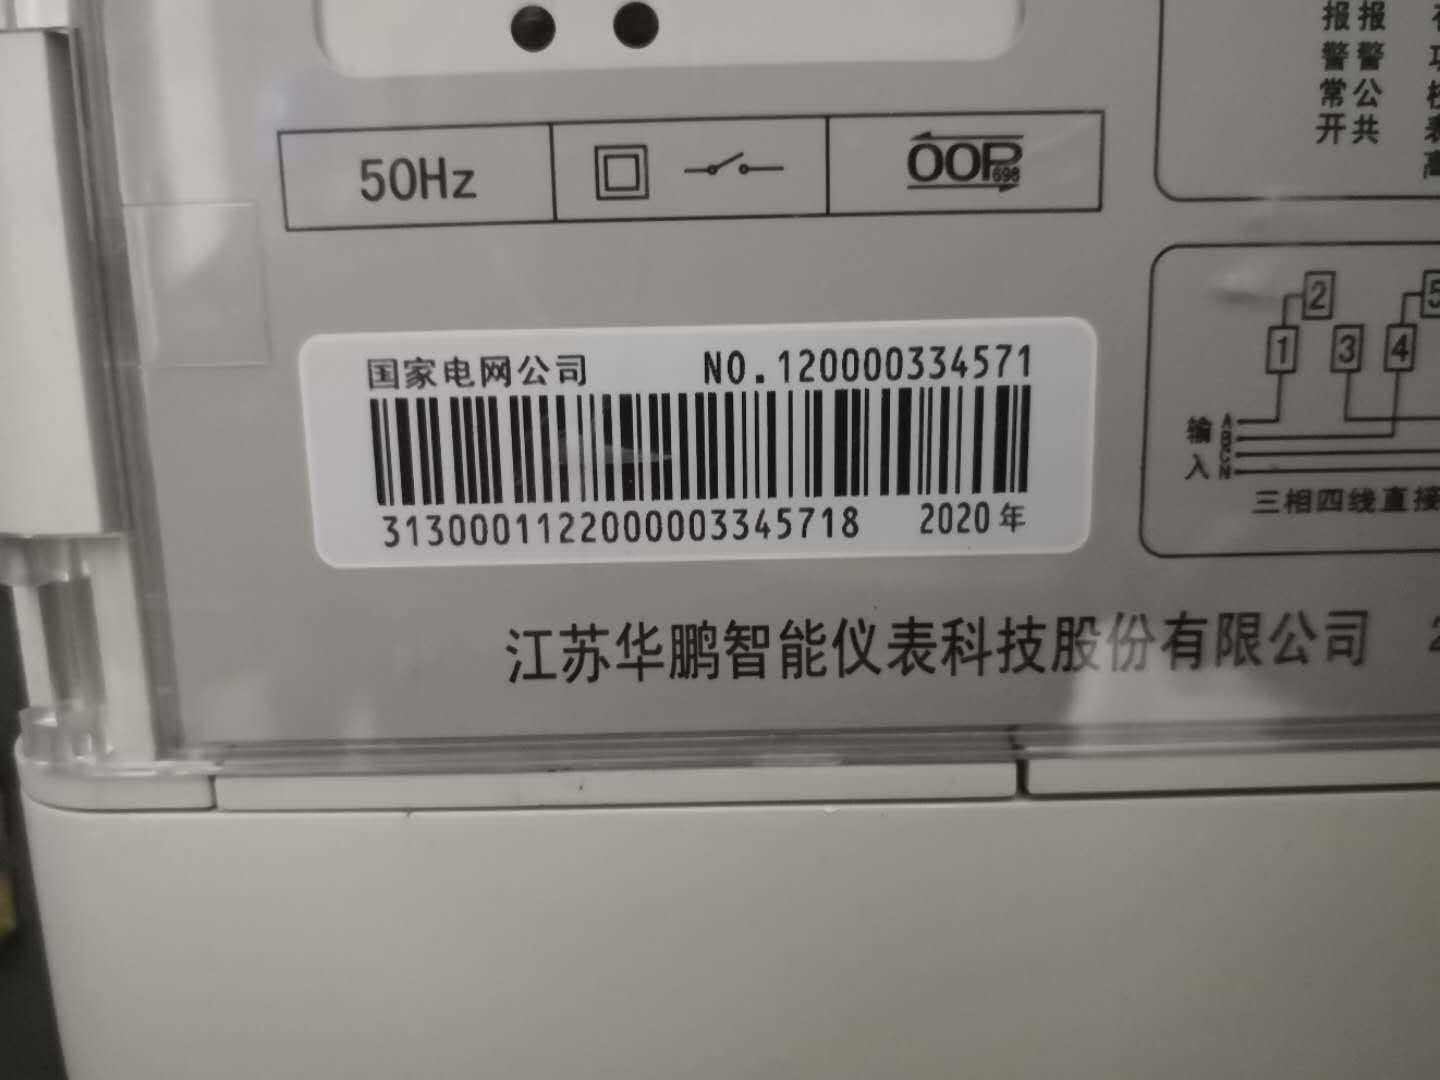 报警常开
报警公共
50Hz
OOP
698
国家电网公司 NO.120000334571
3130001122000003345718 2020年
2
5
1
3
4
输入
A
B
C
N
三相四线直接
江苏华鹏智能仪表科技股份有限公司